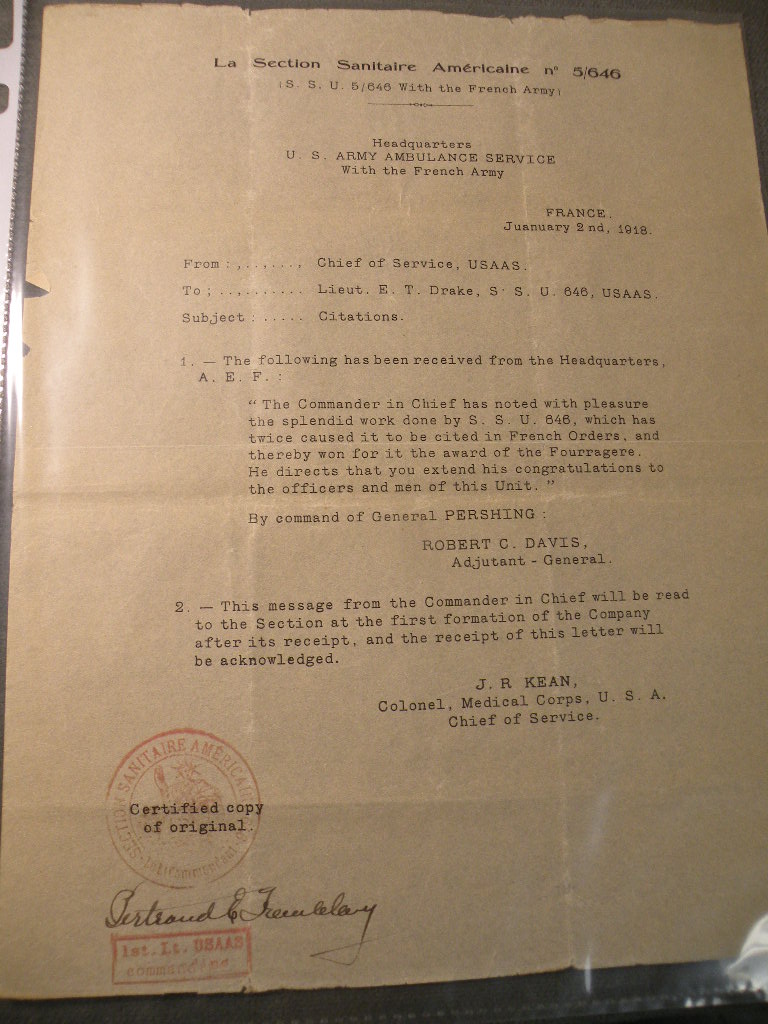 La Section Sanitaire Américaine n° 5/646
(S. S. U. 5/646 With the French Army)
Headquarters
U. S. ARMY AMBULANCE SERVICE
With the French Army
FRANCE.
Juanuary 2nd, 1918.
From : ,..,..., Chief of Service, USAAS.
To ; ..,........ Lieut. E. T. Drake, S. S. U. 646, USAAS.
Subject : ..... Citations.
1. — The following has been received from the Headquarters,
A. E. F. :
“ The Commander in Chief has noted with pleasure
the splendid work done by S. S. U. 646, which has
twice caused it to be cited in French Orders, and
thereby won for it the award of the Fourragere.
He directs that you extend his congratulations to
the officers and men of this Unit. ”
By command of General PERSHING :
ROBERT C. DAVIS,
Adjutant - General.
2. — This message from the Commander in Chief will be read
to the Section at the first formation of the Company
after its receipt, and the receipt of this letter will
be acknowledged.
J. R KEAN,
Colonel, Medical Corps, U. S. A.
Chief of Service.
SANITAIRE AMÉRICAINE
Certified copy
of original.
Bertrand E
1st. Lt. USAAS